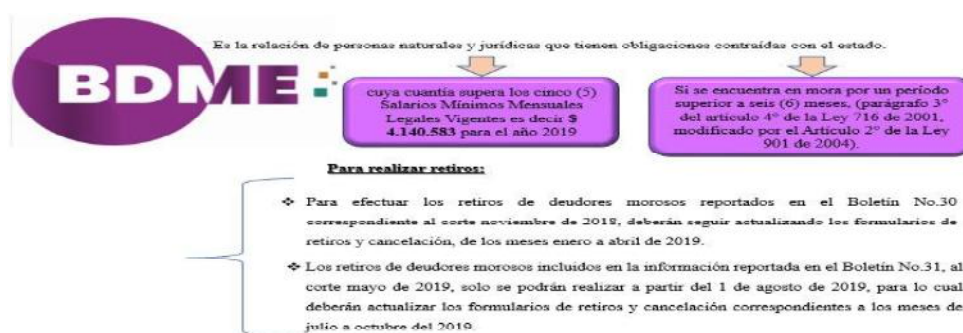 Es la relación de personas naturales y jurídicas que tienen obligaciones contraídas con el estado.
BDME
cuya cuantía supera los cinco (5)
Salarios Mínimos Mensuales
Legales Vigentes es decir $
4.140.583 para el año 2019
Si se encuentra en mora por un período
superior a seis (6) meses, (parágrafo 3°
del artículo 4° de la Ley 716 de 2001,
modificado por el Artículo 2° de la Ley
901 de 2004).
Para realizar retiros:
❖ Para efectuar los retiros de deudores morosos reportados en el Boletín No.30
correspondiente al corte noviembre de 2018, deberán seguir actualizando los formularios de
retiros y cancelación, de los meses enero a abril de 2019.
❖ Los retiros de deudores morosos incluidos en la información reportada en el Boletín No.31, al
corte mayo de 2019, solo se podrán realizar a partir del 1 de agosto de 2019, para lo cual
deberán actualizar los formularios de retiros y cancelación correspondientes a los meses de
julio a octubre del 2019.